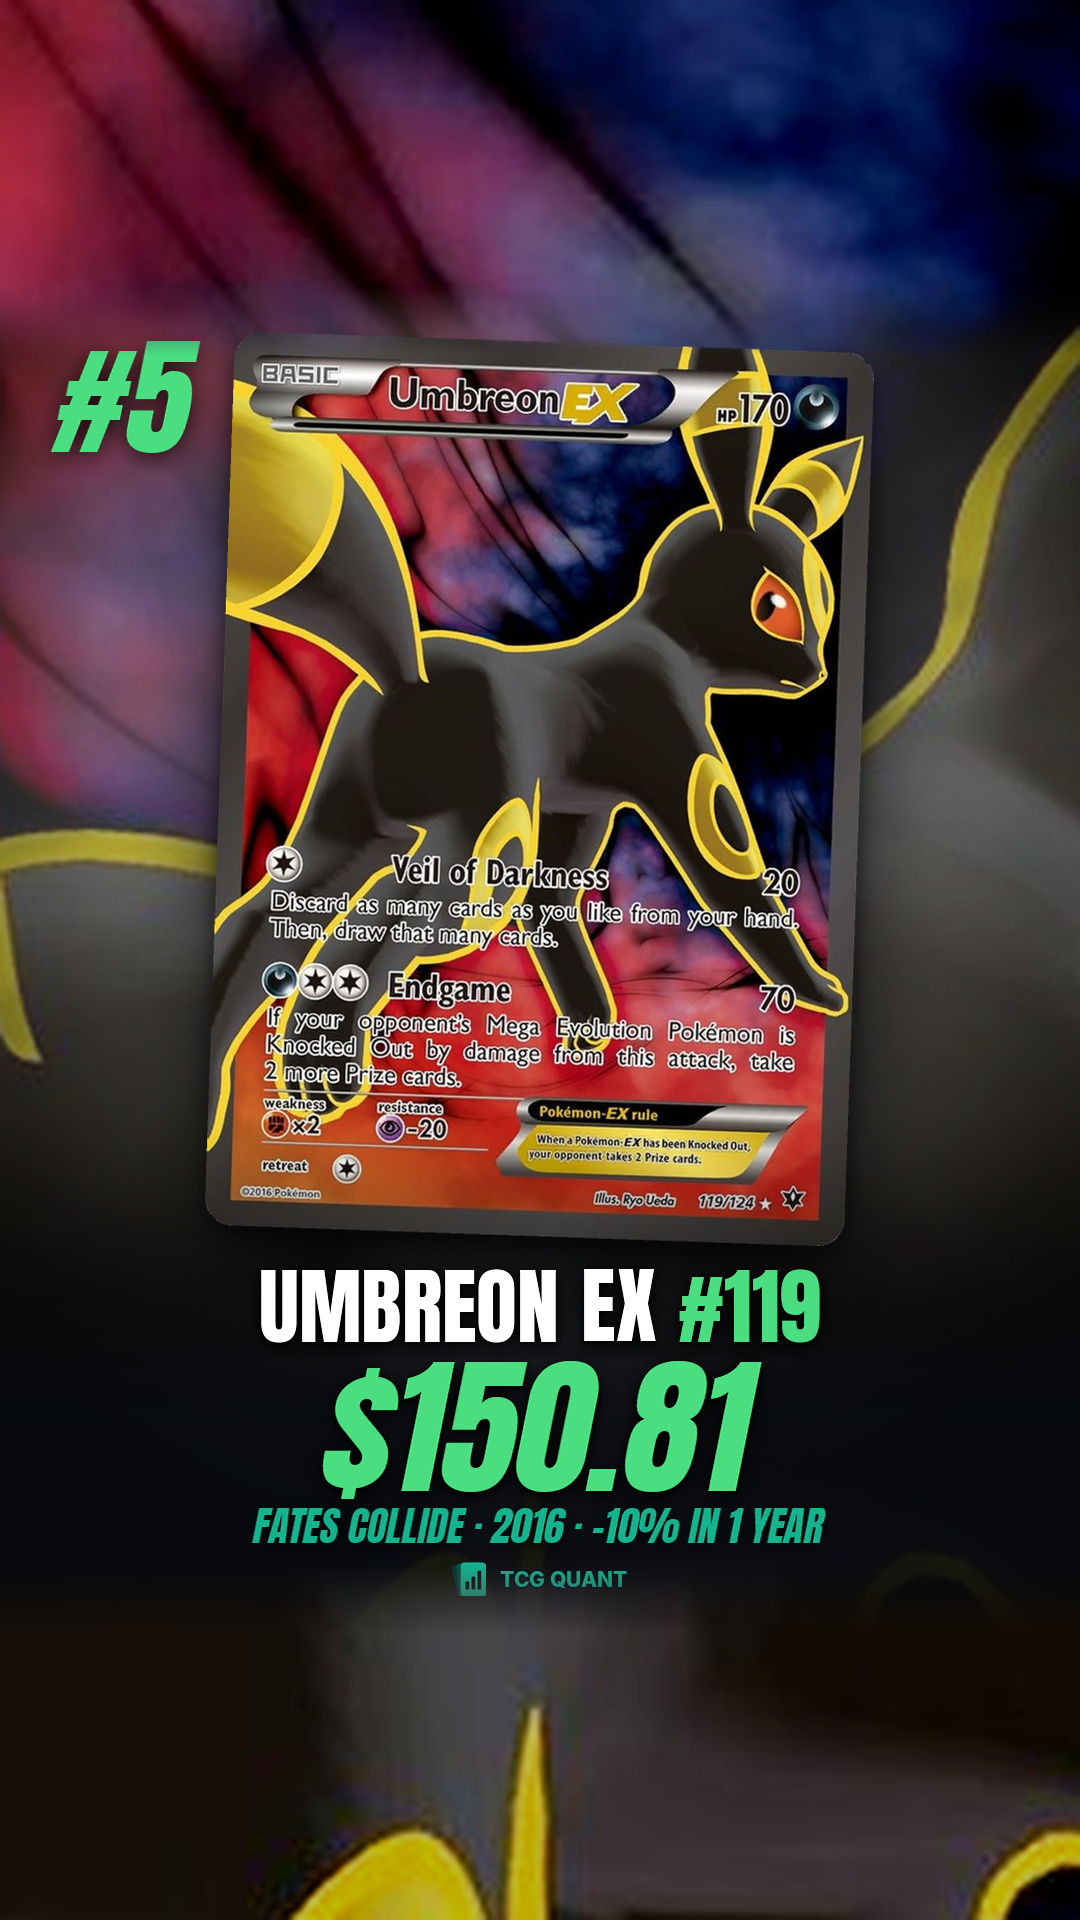 #5
BASIC
Umbreon EX
HP170
Veil of Darkness 20
Discard as many cards as you like from your hand.
Then, draw that many cards.
Endgame 70
If your opponent's Mega Evolution Pokémon is
Knocked Out by damage from this attack, take
2 more Prize cards.
weakness
×2
resistance
-20
Pokémon-EX rule
When a Pokémon-EX has been Knocked Out,
your opponent takes 2 Prize cards.
retreat
©2016 Pokémon
Illus. Ryo Ueda 119/124
UMBREON EX #119
$150.81
FATES COLLIDE · 2016 · -10% IN 1 YEAR
TCG QUANT